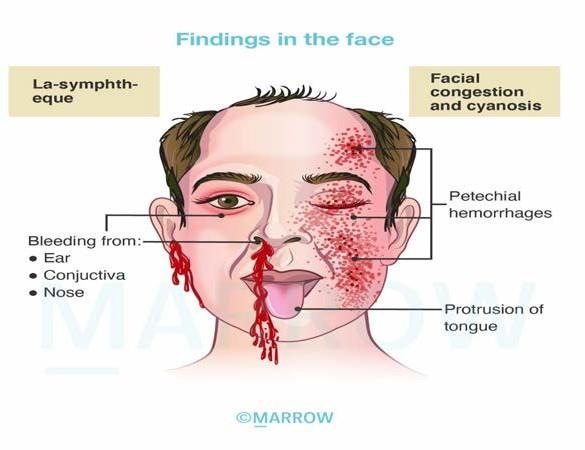 Findings in the face
La-symphth-
eque
Facial
congestion
and cyanosis
Petechial
hemorrhages
Bleeding from:
• Ear
• Conjuctiva
• Nose
MARROW
Protrusion of
tongue
©MARROW